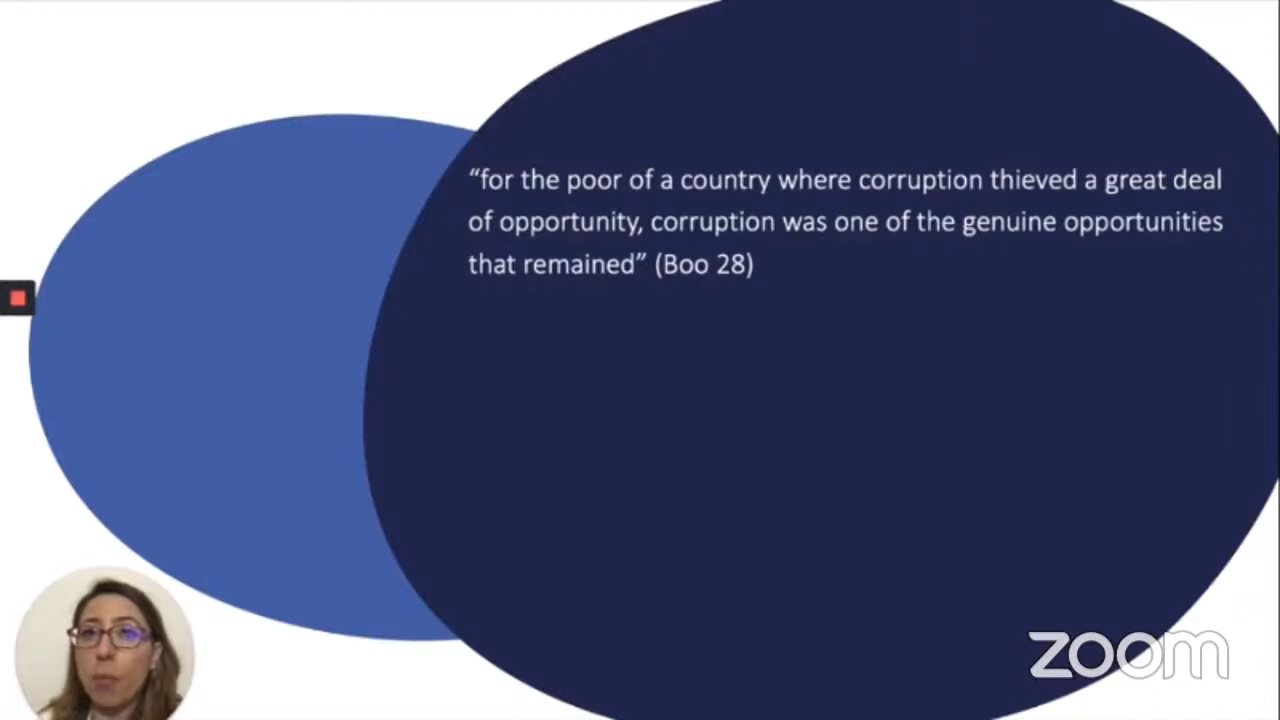 “for the poor of a country where corruption thieved a great deal
of opportunity, corruption was one of the genuine opportunities
that remained” (Boo 28)
zoom